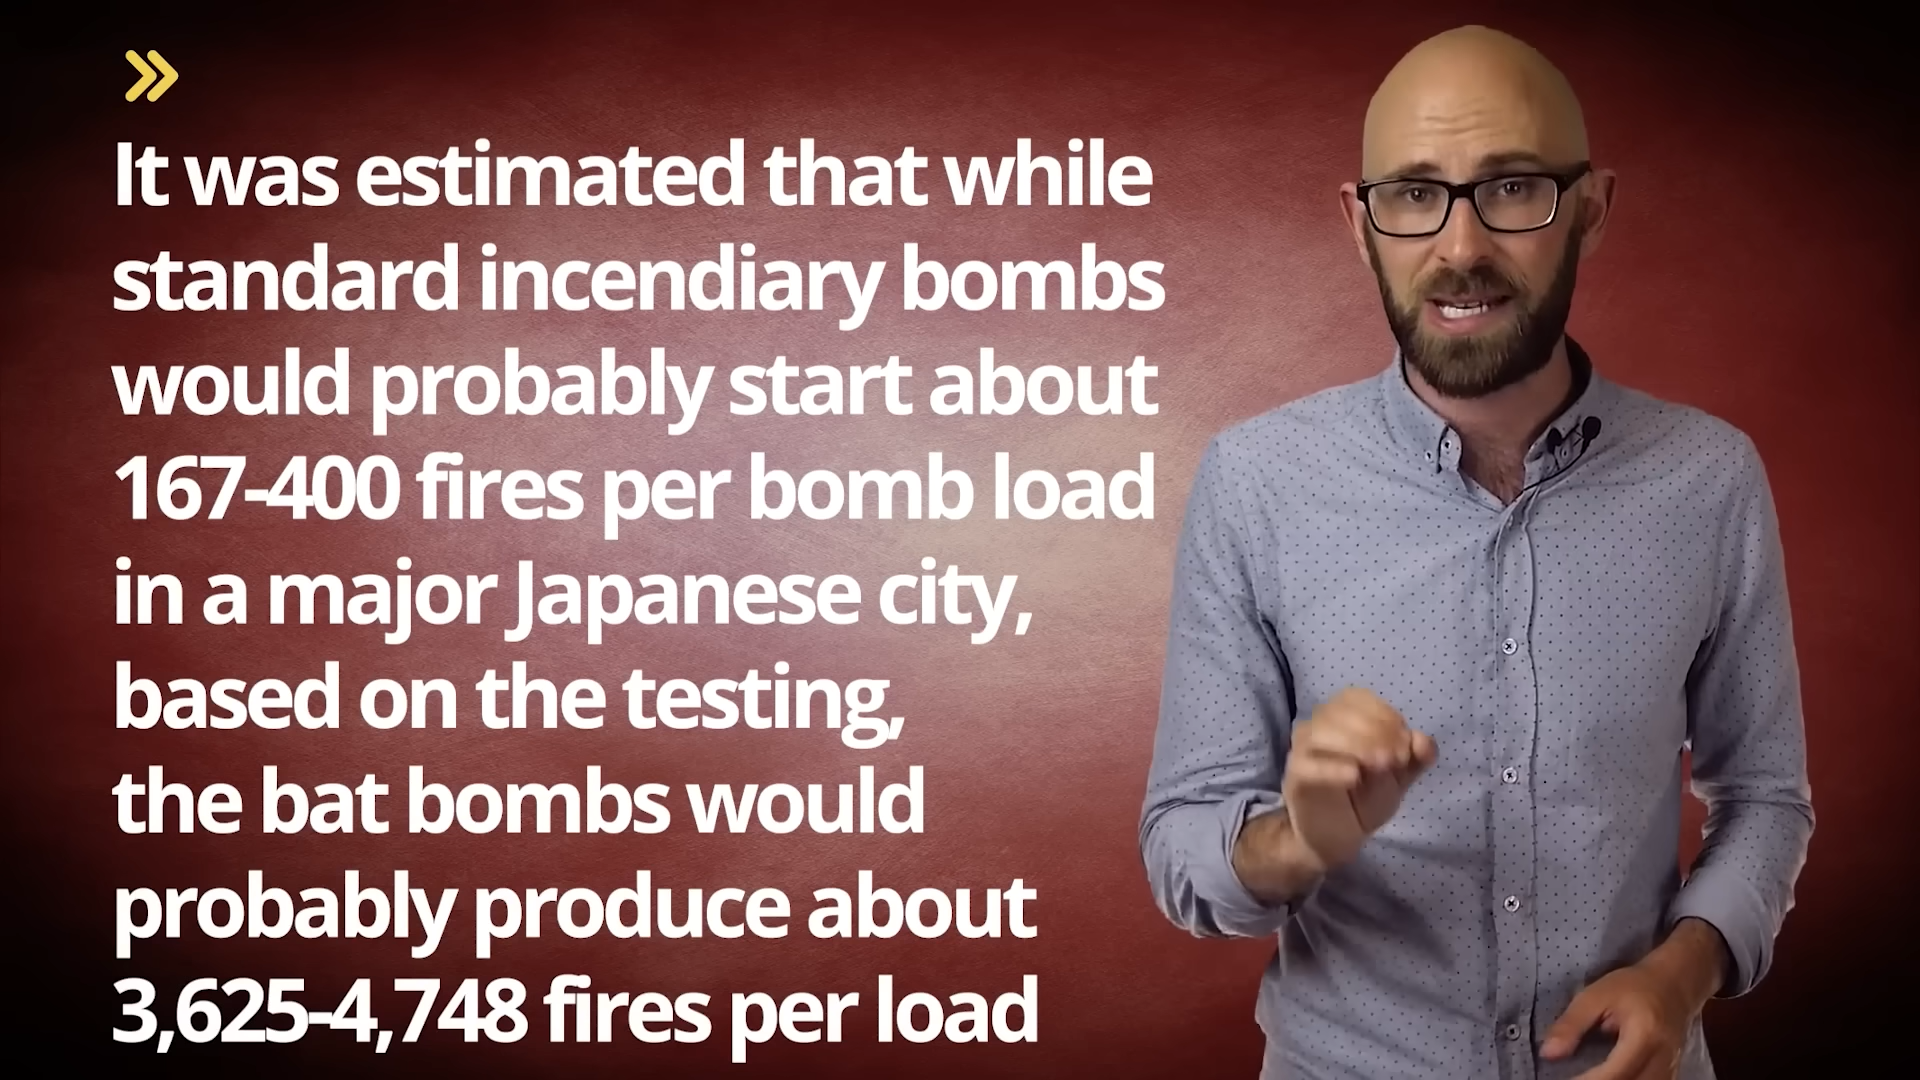 It was estimated that while
standard incendiary bombs
would probably start about
167-400 fires per bomb load
in a major Japanese city,
based on the testing,
the bat bombs would
probably produce about
3,625-4,748 fires per load